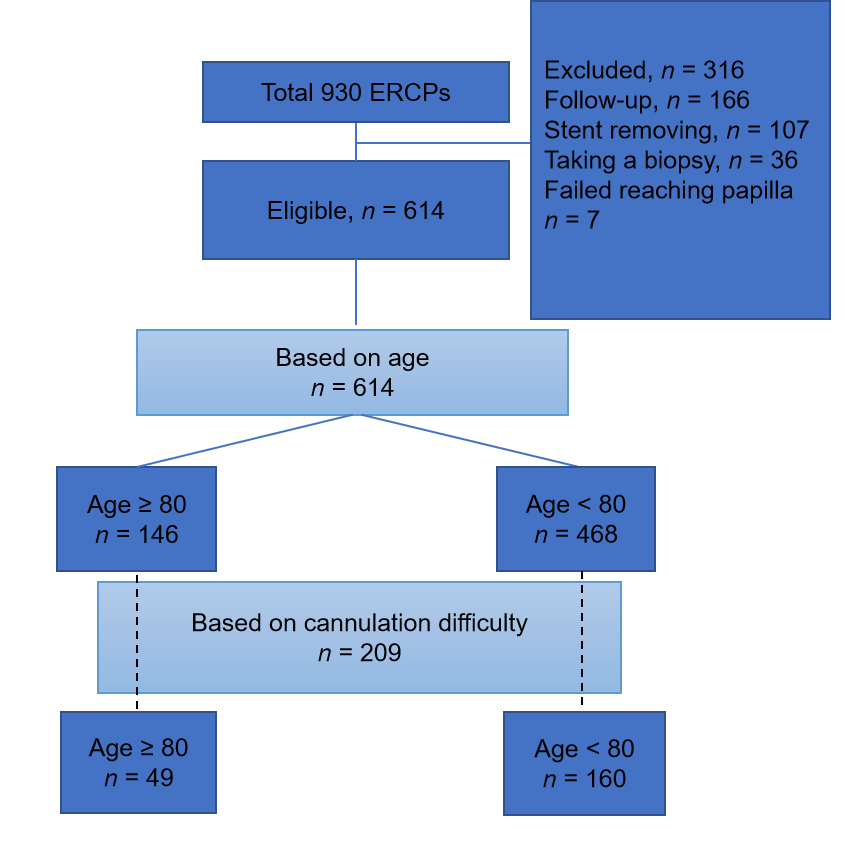 Total 930 ERCPs
Excluded, n = 316
Follow-up, n = 166
Stent removing, n = 107
Taking a biopsy, n = 36
Failed reaching papilla
n = 7
Eligible, n = 614
Based on age
n = 614
Age ≥ 80
n = 146
Age < 80
n = 468
Based on cannulation difficulty
n = 209
Age ≥ 80
n = 49
Age < 80
n = 160